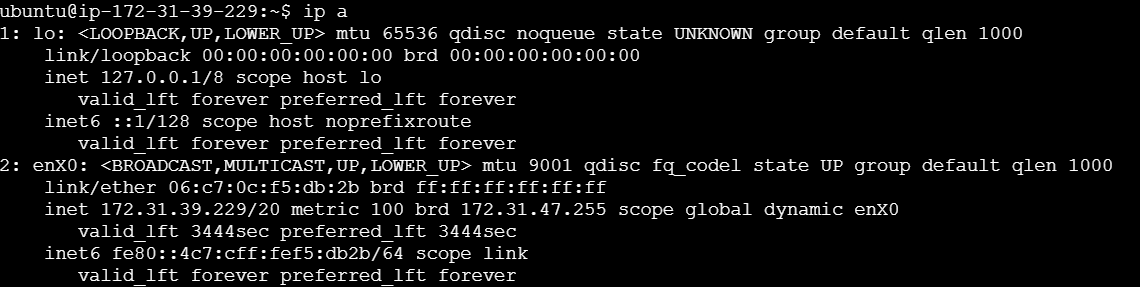 ubuntu@ip-172-31-39-229:~$ ip a
1: lo: <LOOPBACK,UP,LOWER_UP> mtu 65536 qdisc noqueue state UNKNOWN group default qlen 1000
    link/loopback 00:00:00:00:00:00 brd 00:00:00:00:00:00
    inet 127.0.0.1/8 scope host lo
       valid_lft forever preferred_lft forever
    inet6 ::1/128 scope host noprefixroute
       valid_lft forever preferred_lft forever
2: enX0: <BROADCAST,MULTICAST,UP,LOWER_UP> mtu 9001 qdisc fq_codel state UP group default qlen 1000
    link/ether 06:c7:0c:f5:db:2b brd ff:ff:ff:ff:ff:ff
    inet 172.31.39.229/20 metric 100 brd 172.31.47.255 scope global dynamic enX0
       valid_lft 3444sec preferred_lft 3444sec
    inet6 fe80::4c7:cff:fef5:db2b/64 scope link
       valid_lft forever preferred_lft forever